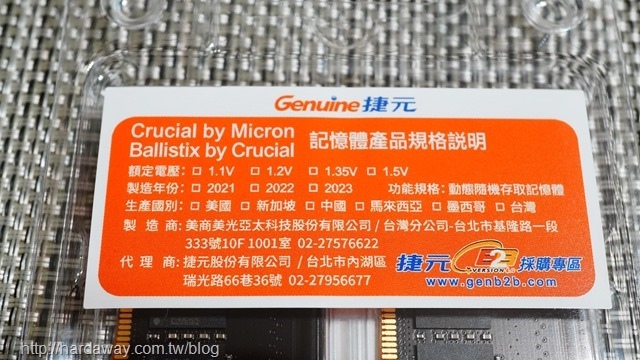 Genuine 捷元
Crucial by Micron
Ballistix by Crucial
記憶體產品規格說明
額定電壓：□ 1.1V □ 1.2V □ 1.35V □ 1.5V
製造年份：□ 2021 □ 2022 □ 2023 功能規格：動態隨機存取記憶體
生產國別：□ 美國 □ 新加坡 □ 中國 □ 馬來西亞 □ 墨西哥 □ 台灣
製造商：美商美光亞太科技股份有限公司 / 台灣分公司-台北市基隆路一段
333號10F 1001室 02-27576622
代理商：捷元股份有限公司 / 台北市內湖區
瑞光路66巷36號 02-27956677
捷元 B2B 採購專區
www.genb2b.com
http://hardaway.com.tw/blog